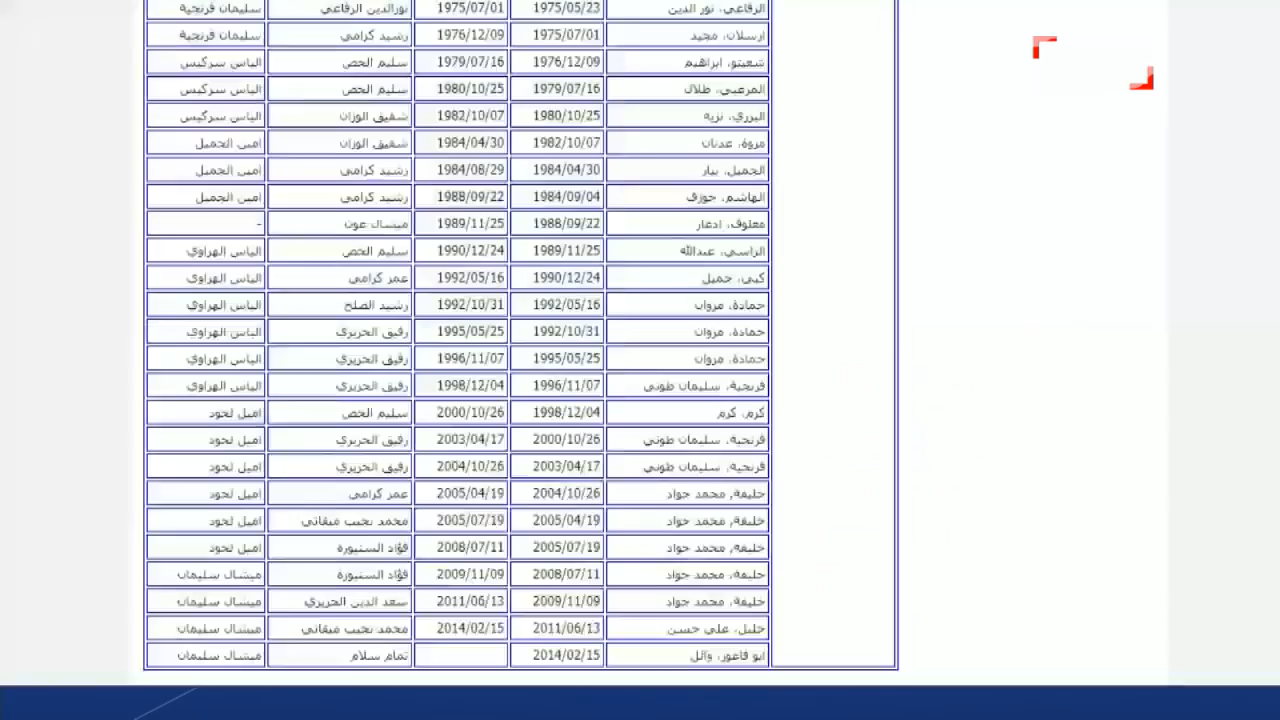 الرفاعي، نور الدين 1975/05/23 1975/07/01 نورالدين الرفاعي سليمان فرنجية
ارسلان، مجيد 1975/07/01 1976/12/09 رشيد كرامي سليمان فرنجية
شعيتو، ابراهيم 1976/12/09 1979/07/16 سليم الحص الياس سركيس
المرعبي، طلال 1979/07/16 1980/10/25 سليم الحص الياس سركيس
البزري، نزيه 1980/10/25 1982/10/07 شفيق الوزان الياس سركيس
مروة، عدنان 1982/10/07 1984/04/30 شفيق الوزان امين الجميل
الجميل، بيار 1984/04/30 1984/08/29 رشيد كرامي امين الجميل
الهاشم، جوزف 1984/09/04 1988/09/22 رشيد كرامي امين الجميل
معلوف، ادغار 1988/09/22 1989/11/25 ميشال عون -
الراسي، عبدالله 1989/11/25 1990/12/24 سليم الحص الياس الهراوي
كبي، جميل 1990/12/24 1992/05/16 عمر كرامي الياس الهراوي
حمادة، مروان 1992/05/16 1992/10/31 رشيد الصلح الياس الهراوي
حمادة، مروان 1992/10/31 1995/05/25 رفيق الحريري الياس الهراوي
حمادة، مروان 1995/05/25 1996/11/07 رفيق الحريري الياس الهراوي
فرنجية، سليمان طوني 1996/11/07 1998/12/04 رفيق الحريري الياس الهراوي
كرم، كرم 1998/12/04 2000/10/26 سليم الحص اميل لحود
فرنجية، سليمان طوني 2000/10/26 2003/04/17 رفيق الحريري اميل لحود
فرنجية، سليمان طوني 2003/04/17 2004/10/26 رفيق الحريري اميل لحود
خليفة, محمد جواد 2004/10/26 2005/04/19 عمر كرامي اميل لحود
خليفة, محمد جواد 2005/04/19 2005/07/19 محمد نجيب ميقاتي اميل لحود
خليفة, محمد جواد 2005/07/19 2008/07/11 فؤاد السنيورة اميل لحود
خليفة، محمد جواد 2008/07/11 2009/11/09 فؤاد السنيورة ميشال سليمان
خليفة، محمد جواد 2009/11/09 2011/06/13 سعد الدين الحريري ميشال سليمان
خليل، علي حسن 2011/06/13 2014/02/15 محمد نجيب ميقاتي ميشال سليمان
ابو فاعور، وائل 2014/02/15 تمام سلام ميشال سليمان